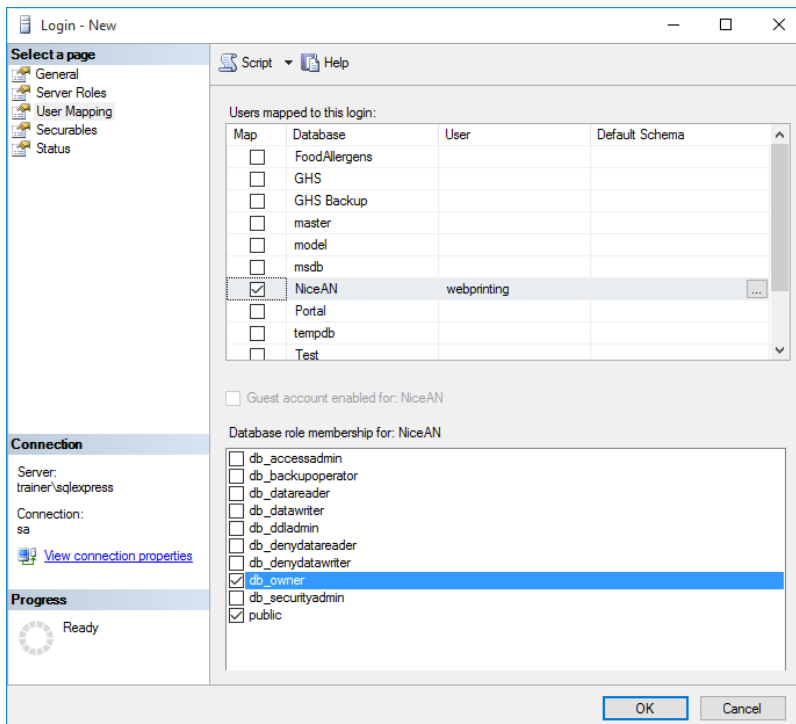 Login - New
Select a page
General
Server Roles
User Mapping
Securables
Status
Script Help
Users mapped to this login:
Map Database User Default Schema
FoodAllergens
GHS
GHS Backup
master
model
msdb
NiceAN webprinting ...
Portal
tempdb
Test
Guest account enabled for: NiceAN
Database role membership for: NiceAN
db_accessadmin
db_backupoperator
db_datareader
db_datawriter
db_ddladmin
db_denydatareader
db_denydatawriter
db_owner
db_securityadmin
public
Connection
Server:
trainer\sqlexpress
Connection:
sa
View connection properties
Progress
Ready
OK Cancel